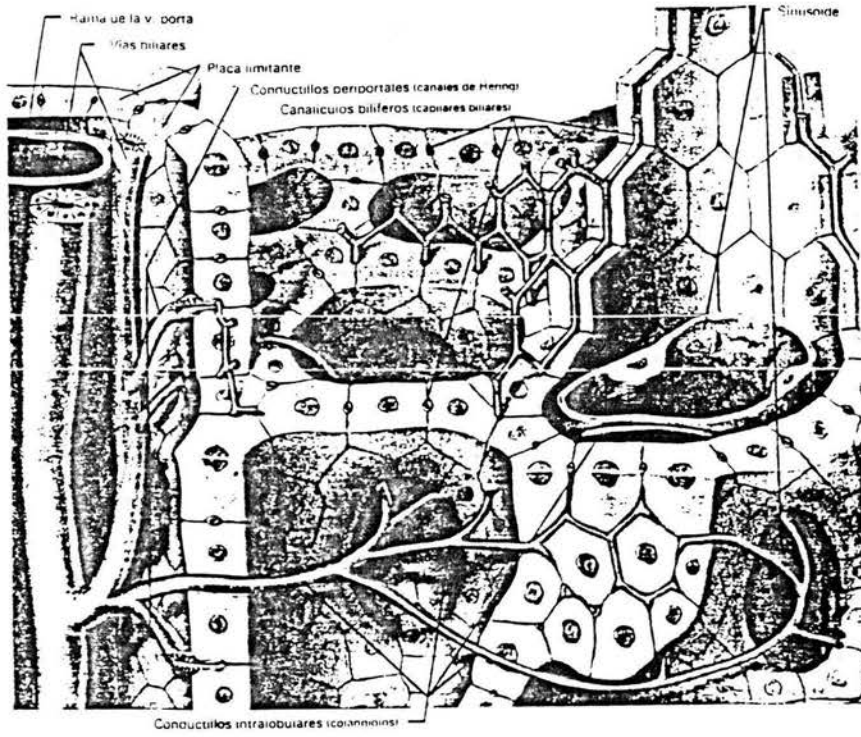 Rama de la v. porta
Vías biliares
Placa limitante
Conductillos periportales (canales de Hering)
Canalículos bilíferos (capilares biliares)
Sinusoide
Conductillos intralobulares (colangiolos)